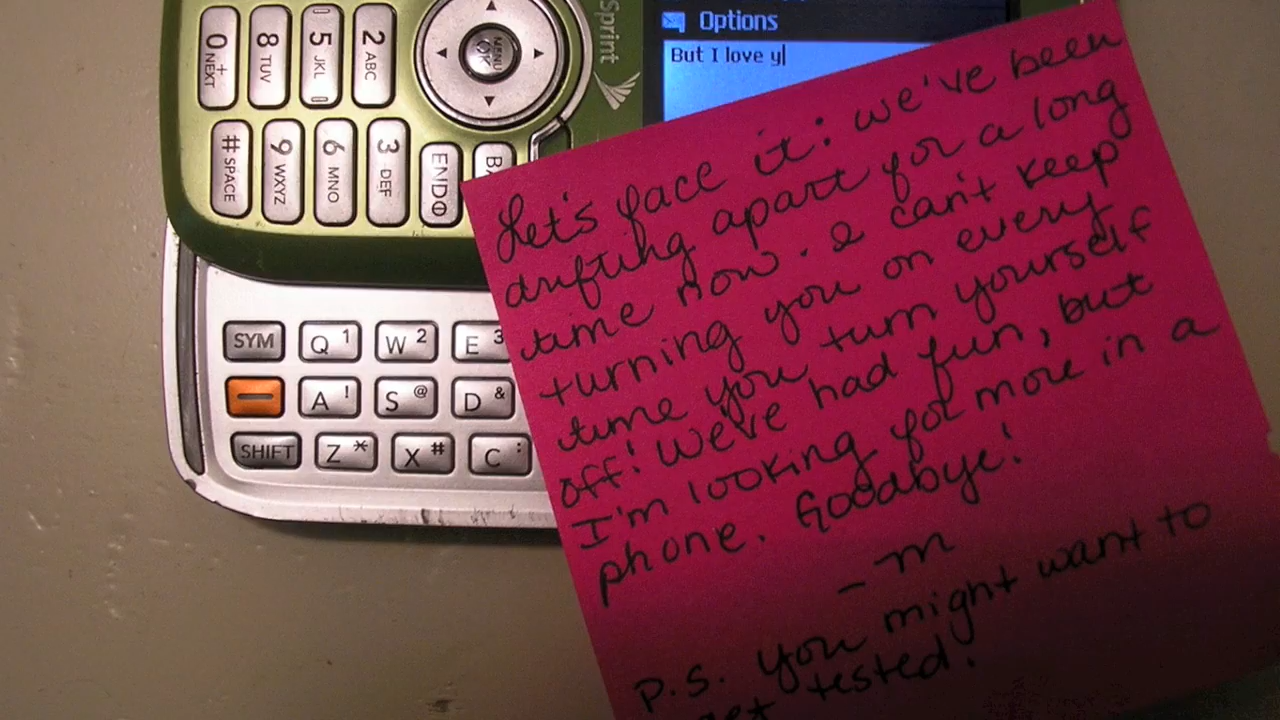 Sprint
Options
But I love y
MENU
OK
0 + NEXT
8 TUV
5 JKL
2 ABC
# SPACE
9 WXYZ
6 MNO
3 DEF
END
BA
SYM Q 1 W 2 E 3
A ! S @ D &
SHIFT Z * X # C :
Let's face it: we've been
drifting apart for a long
time now. I can't keep
turning you on every
time you turn yourself
off! We've had fun, but
I'm looking for more in a
phone. Goodbye!
-m
P.S. you might want to
get tested.